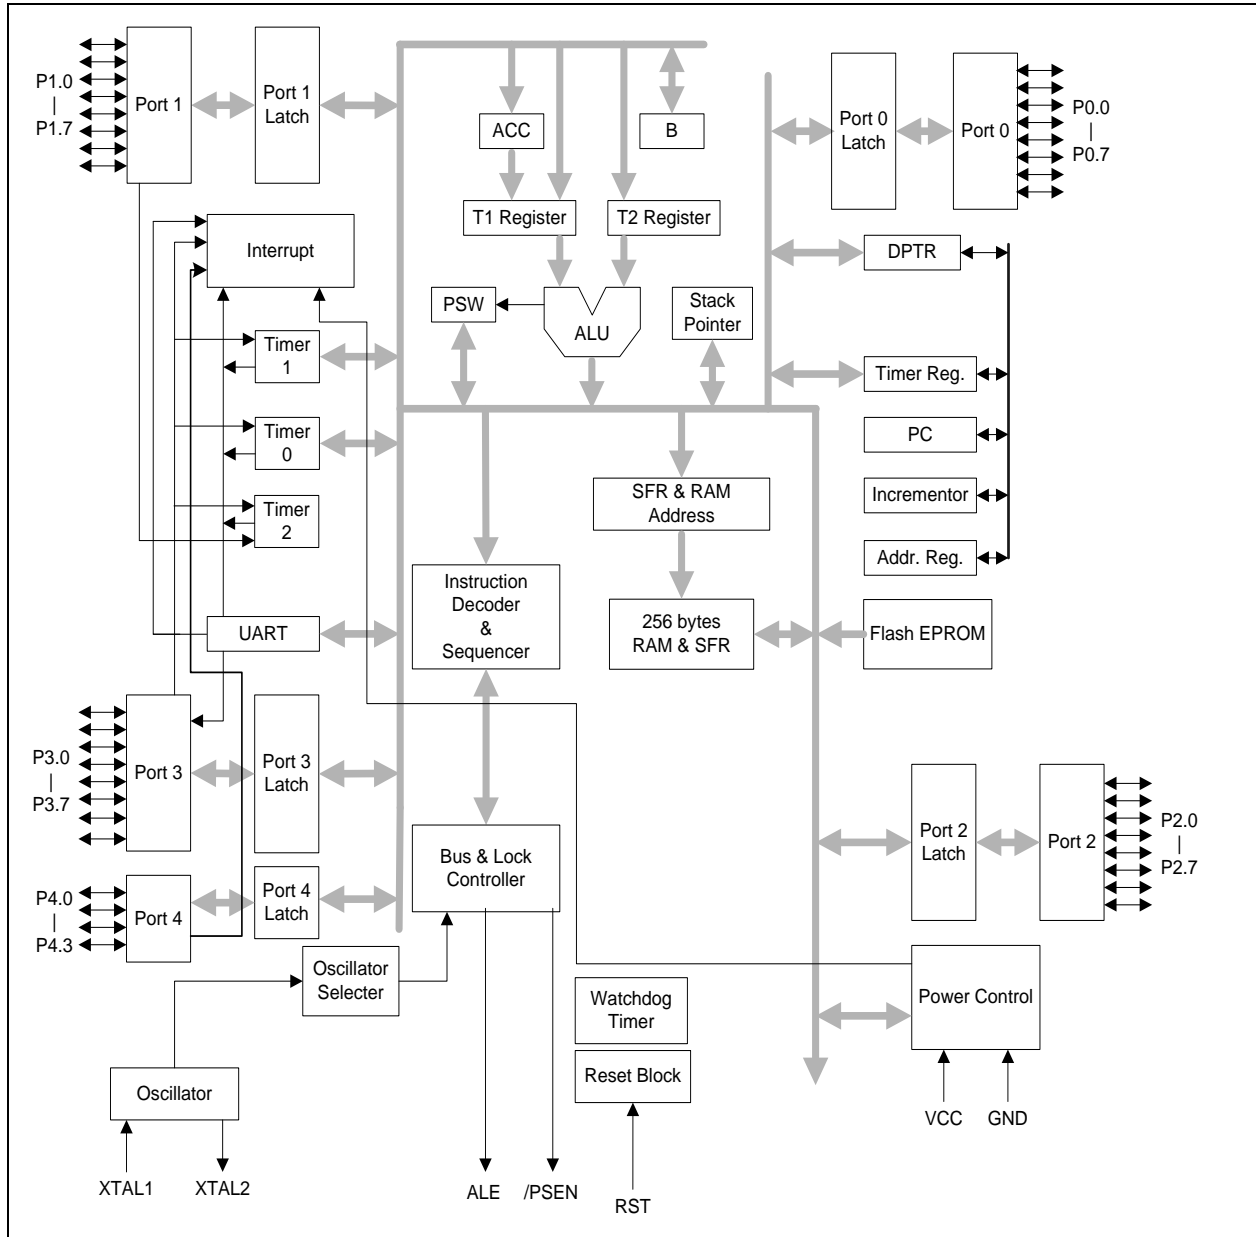 P1.0
|
P1.7
Port 1
Port 1
Latch
ACC
B
T1 Register
T2 Register
Port 0
Latch
Port 0
P0.0
|
P0.7
Interrupt
DPTR
PSW
ALU
Stack
Pointer
Timer
1
Timer Reg.
Timer
0
PC
Timer
2
SFR & RAM
Address
Incrementor
Addr. Reg.
Instruction
Decoder
&
Sequencer
UART
256 bytes
RAM & SFR
Flash EPROM
P3.0
|
P3.7
Port 3
Port 3
Latch
Port 2
Latch
Port 2
P2.0
|
P2.7
Bus & Lock
Controller
P4.0
|
P4.3
Port 4
Port 4
Latch
Oscillator
Selecter
Watchdog
Timer
Power Control
Reset Block
Oscillator
VCC
GND
XTAL1
XTAL2
ALE
/PSEN
RST